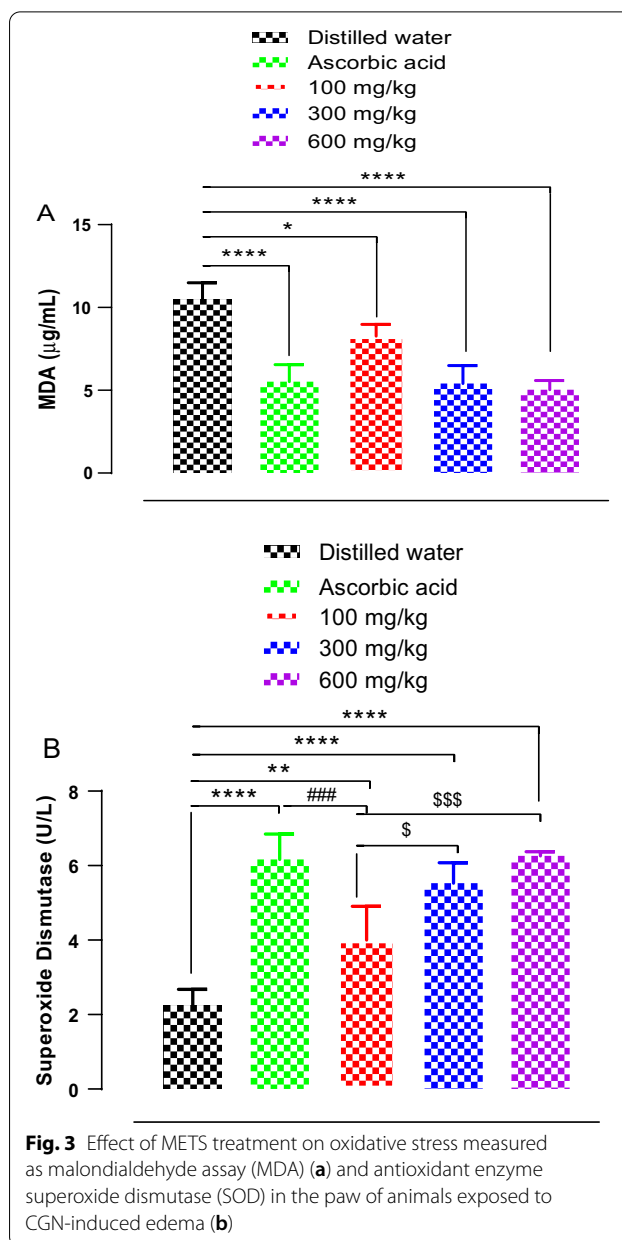 Distilled water
Ascorbic acid
100 mg/kg
300 mg/kg
600 mg/kg
A
****
****
*
****
MDA (µg/mL)
15
10
5
0
Distilled water
Ascorbic acid
100 mg/kg
300 mg/kg
600 mg/kg
B
****
****
**
**** ### $$$
$
Superoxide Dismutase (U/L)
8
6
4
2
0
Fig. 3 Effect of METS treatment on oxidative stress measured
as malondialdehyde assay (MDA) (a) and antioxidant enzyme
superoxide dismutase (SOD) in the paw of animals exposed to
CGN-induced edema (b)